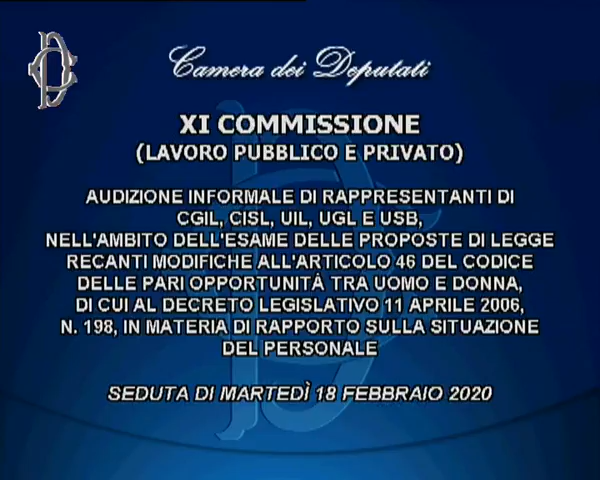 Camera dei Deputati
XI COMMISSIONE
(LAVORO PUBBLICO E PRIVATO)
AUDIZIONE INFORMALE DI RAPPRESENTANTI DI
CGIL, CISL, UIL, UGL E USB,
NELL'AMBITO DELL'ESAME DELLE PROPOSTE DI LEGGE
RECANTI MODIFICHE ALL'ARTICOLO 46 DEL CODICE
DELLE PARI OPPORTUNITÀ TRA UOMO E DONNA,
DI CUI AL DECRETO LEGISLATIVO 11 APRILE 2006,
N. 198, IN MATERIA DI RAPPORTO SULLA SITUAZIONE
DEL PERSONALE
SEDUTA DI MARTEDÌ 18 FEBBRAIO 2020